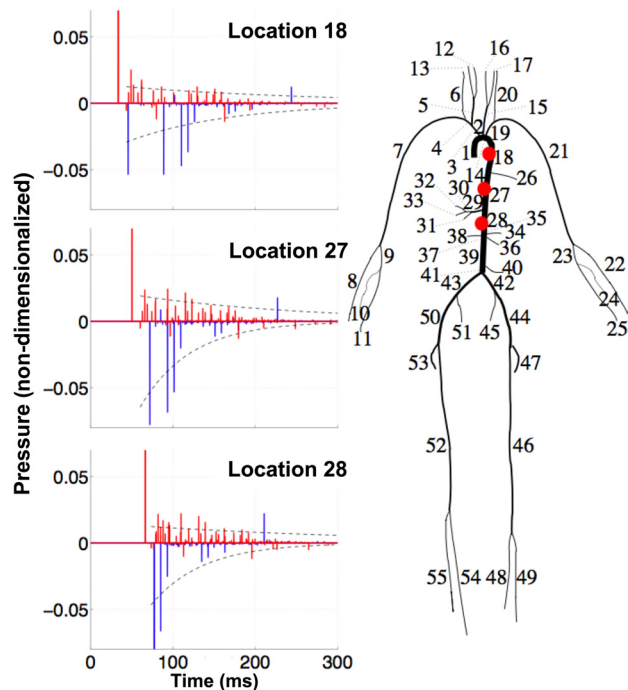 Location 18
0.05
0
−0.05
Location 27
0.05
0
−0.05
Location 28
0.05
0
−0.05
0 100 200 300
Time (ms)
Pressure (non-dimensionalized)
12 16
13 17
6 20
5 15
2 19
4 1 18
7 3 21
14 26
32 30 27
33 29
31 28 35
34
38 36
37 39
41 40
43 42
9 23 22
8 24
10 25
11
50 51 45 44
53 47
52 46
55 54 48 49